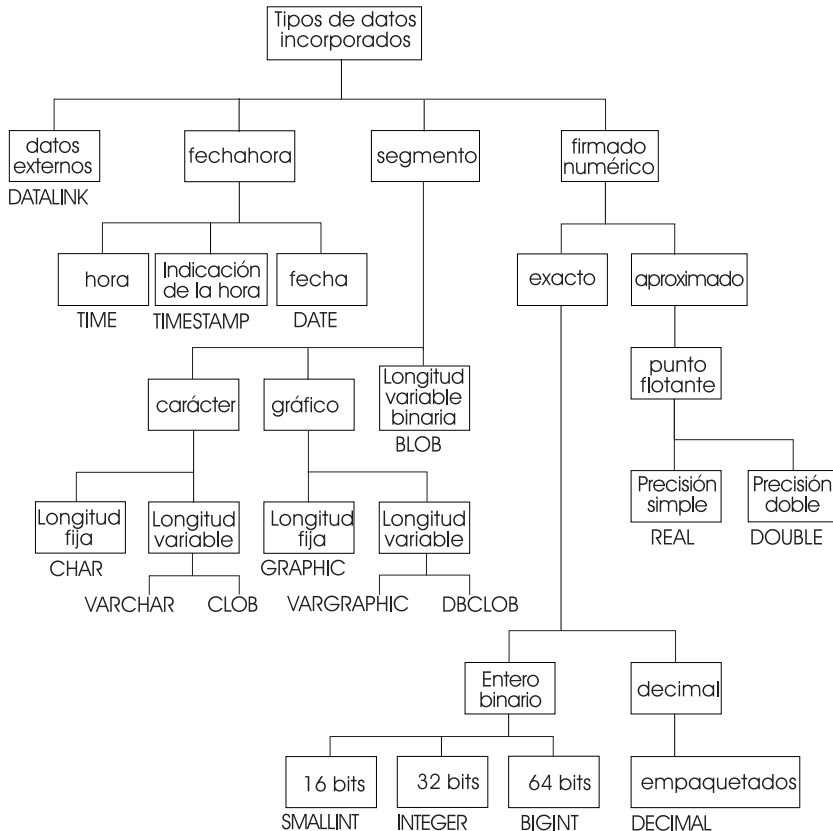 Tipos de datos
incorporados
datos
externos
DATALINK
fechahora
segmento
firmado
numérico
hora
TIME
Indicación
de la hora
TIMESTAMP
fecha
DATE
exacto
aproximado
carácter
gráfico
Longitud
variable
binaria
BLOB
punto
flotante
Longitud
fija
CHAR
Longitud
variable
VARCHAR
CLOB
Longitud
fija
GRAPHIC
Longitud
variable
VARGRAPHIC
DBCLOB
Precisión
simple
REAL
Precisión
doble
DOUBLE
Entero
binario
decimal
16 bits
SMALLINT
32 bits
INTEGER
64 bits
BIGINT
empaquetados
DECIMAL